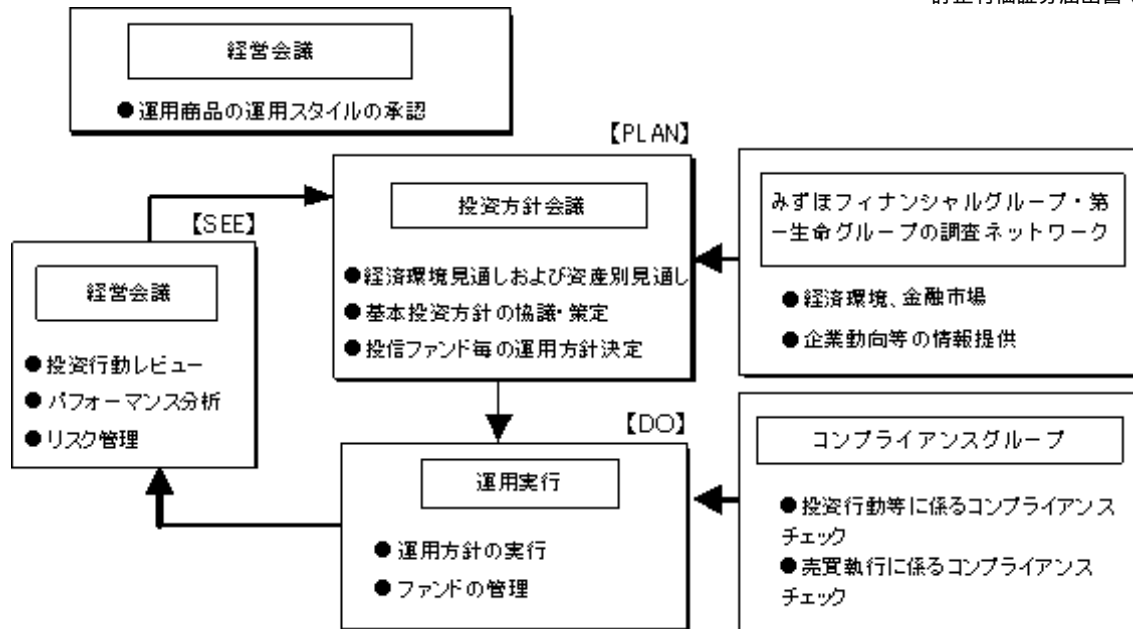 経営会議
●運用商品の運用スタイルの承認
【PLAN】
投資方針会議
●経済環境見通しおよび資産別見通し
●基本投資方針の協議・策定
●投信ファンド毎の運用方針決定
みずほフィナンシャルグループ・第
一生命グループの調査ネットワーク
●経済環境、金融市場
●企業動向等の情報提供
【SEE】
経営会議
●投資行動レビュー
●パフォーマンス分析
●リスク管理
【DO】
運用実行
●運用方針の実行
●ファンドの管理
コンプライアンスグループ
●投資行動等に係るコンプライアンス
チェック
●売買執行に係るコンプライアンス
チェック